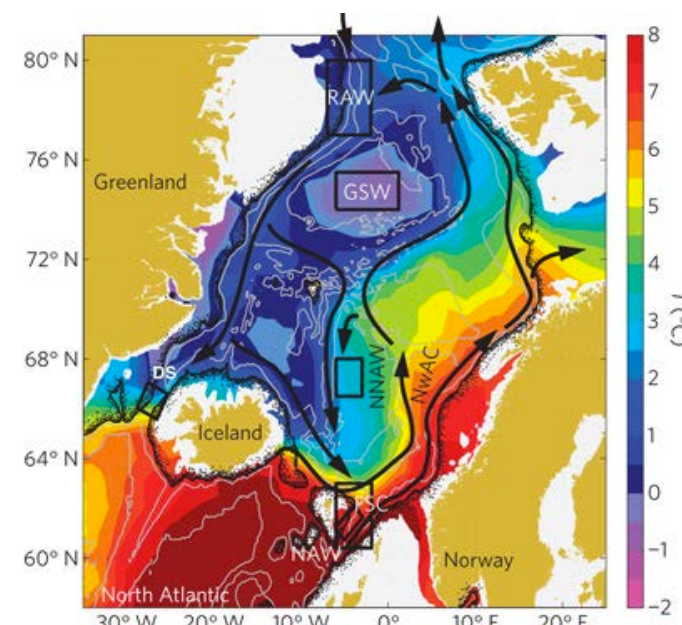 80° N
76° N
72° N
68° N
64° N
60° N
30° W
20° W
10° W
0°
10° E
20° E
RAW
GSW
Greenland
DS
Iceland
NNAW
NwAC
FSC
NAW
Norway
North Atlantic
8
7
6
5
4
3
2
1
0
−1
−2